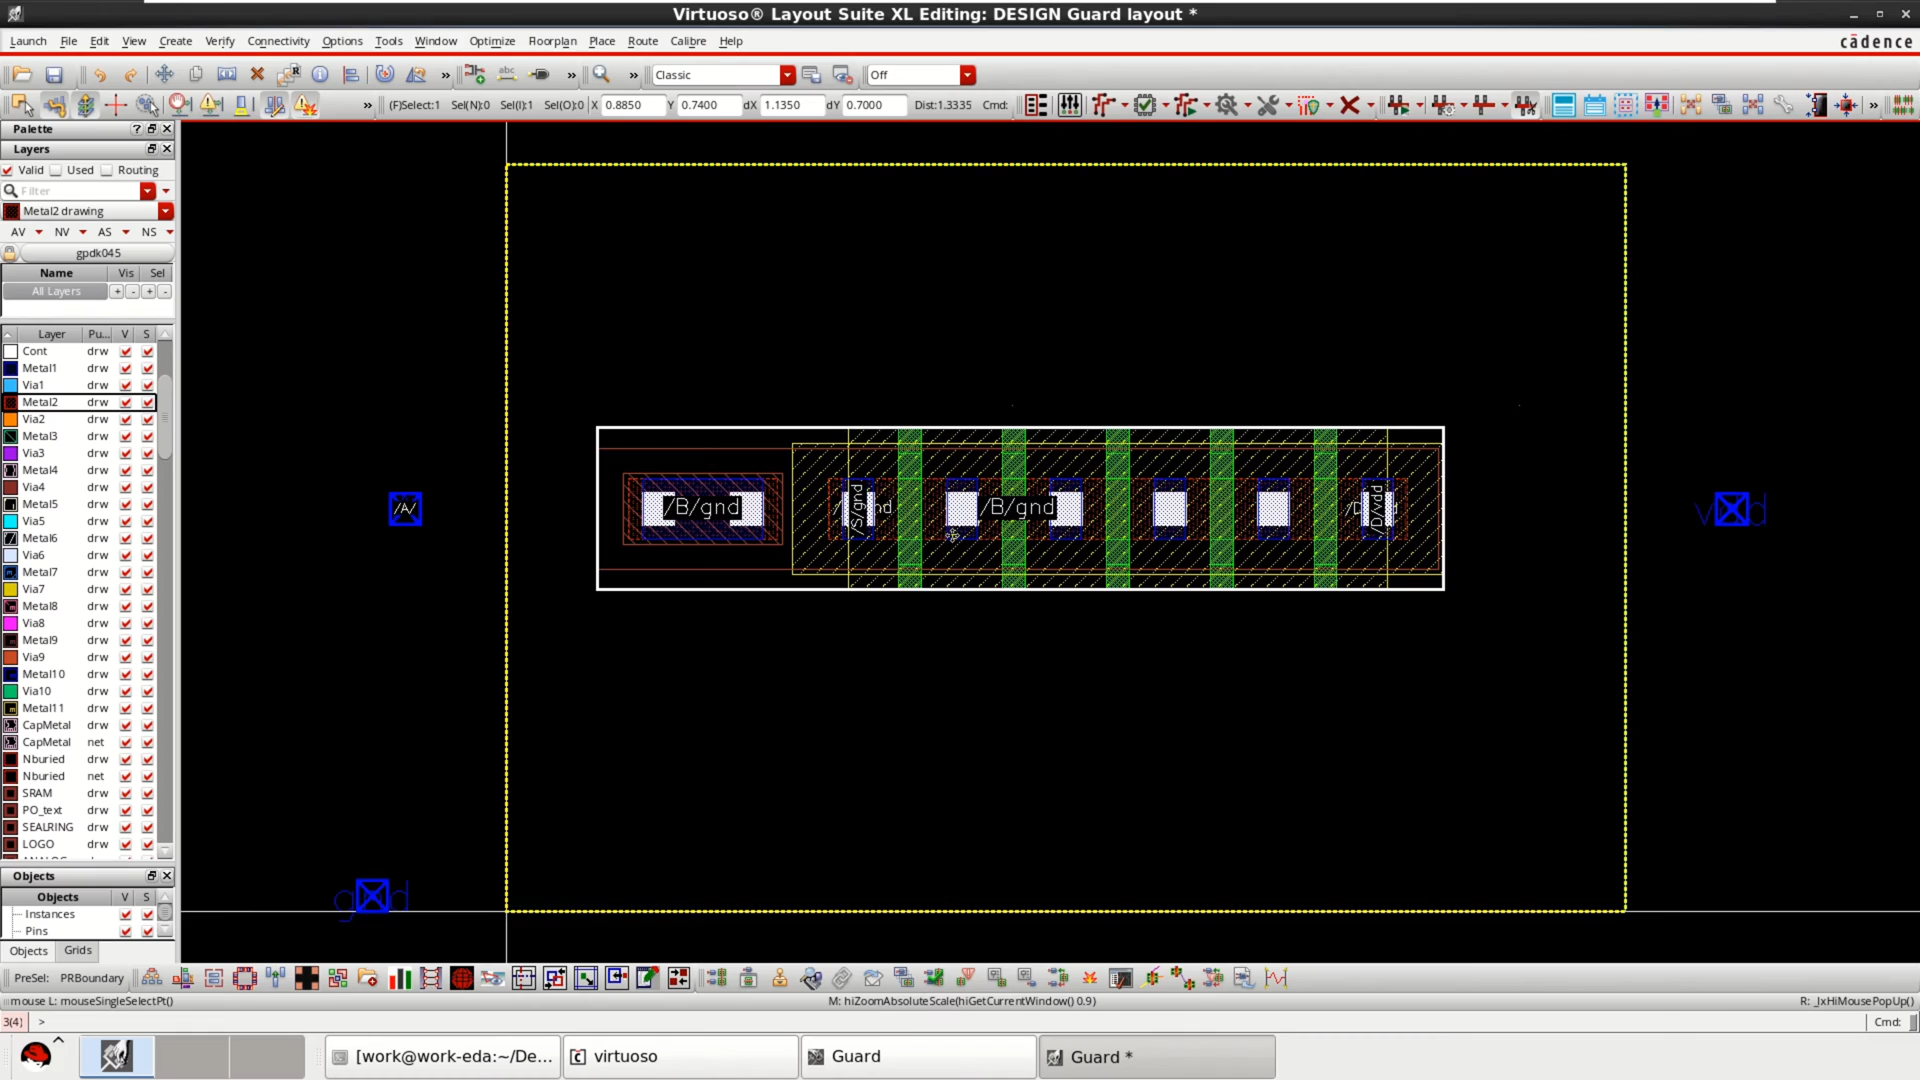 Virtuoso® Layout Suite XL Editing: DESIGN Guard layout *
Launch File Edit View Create Verify Connectivity Options Tools Window Optimize Floorplan Place Route Calibre Help
cādence
» » » Classic Off
» (F)Select:1 Sel(N):0 Sel(I):1 Sel(O):0 X 0.8850 Y 0.7400 dX 1.1350 dY 0.7000 Dist:1.3335 Cmd: »
Palette ?
Layers
Valid Used Routing
Filter
Metal2 drawing
AV NV AS NS
gpdk045
Name Vis Sel
All Layers + - + -
Layer Pu... V S
Cont drw
Metal1 drw
Via1 drw
Metal2 drw
Via2 drw
Metal3 drw
Via3 drw
Metal4 drw
Via4 drw
Metal5 drw
Via5 drw
Metal6 drw
Via6 drw
Metal7 drw
Via7 drw
Metal8 drw
Via8 drw
Metal9 drw
Via9 drw
Metal10 drw
Via10 drw
Metal11 drw
CapMetal drw
CapMetal net
Nburied drw
Nburied net
SRAM drw
PO_text drw
SEALRING drw
LOGO drw
Objects
Objects V S
Instances
Pins
Objects Grids
/A/
/B/gnd
/S/gnd
/B/gnd
/D/vdd
PreSel: PRBoundary
mouse L: mouseSingleSelectPt()
M: hiZoomAbsoluteScale(hiGetCurrentWindow() 0.9)
R: _lxHiMousePopUp()
3(4) >
Cmd:
[work@work-eda:~/De...
virtuoso
Guard
Guard *